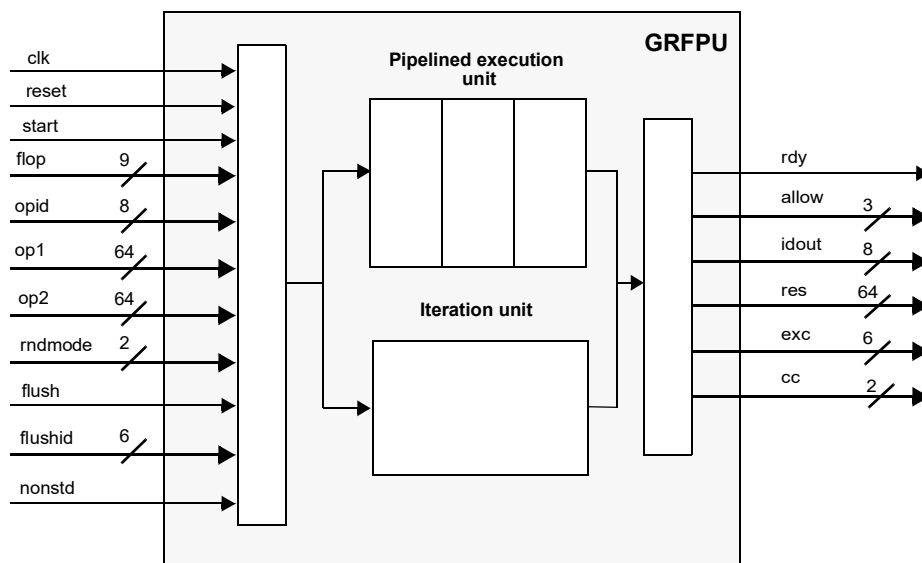 GRFPU
Pipelined execution
unit
Iteration unit
clk
reset
start
flop 9
opid 8
op1 64
op2 64
rndmode 2
flush
flushid 6
nonstd
rdy
allow 3
idout 8
res 64
exc 6
cc 2